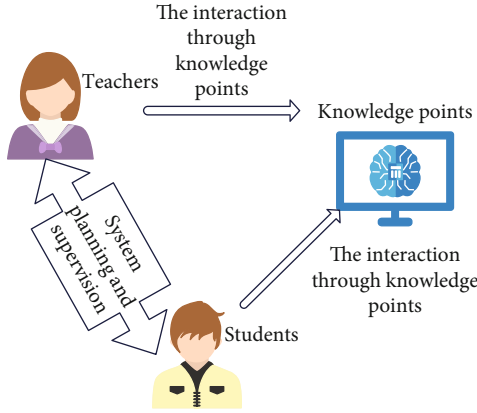 The interaction
through
knowledge
points
Teachers
Knowledge points
System
planning and
supervision
The interaction
through knowledge
points
Students